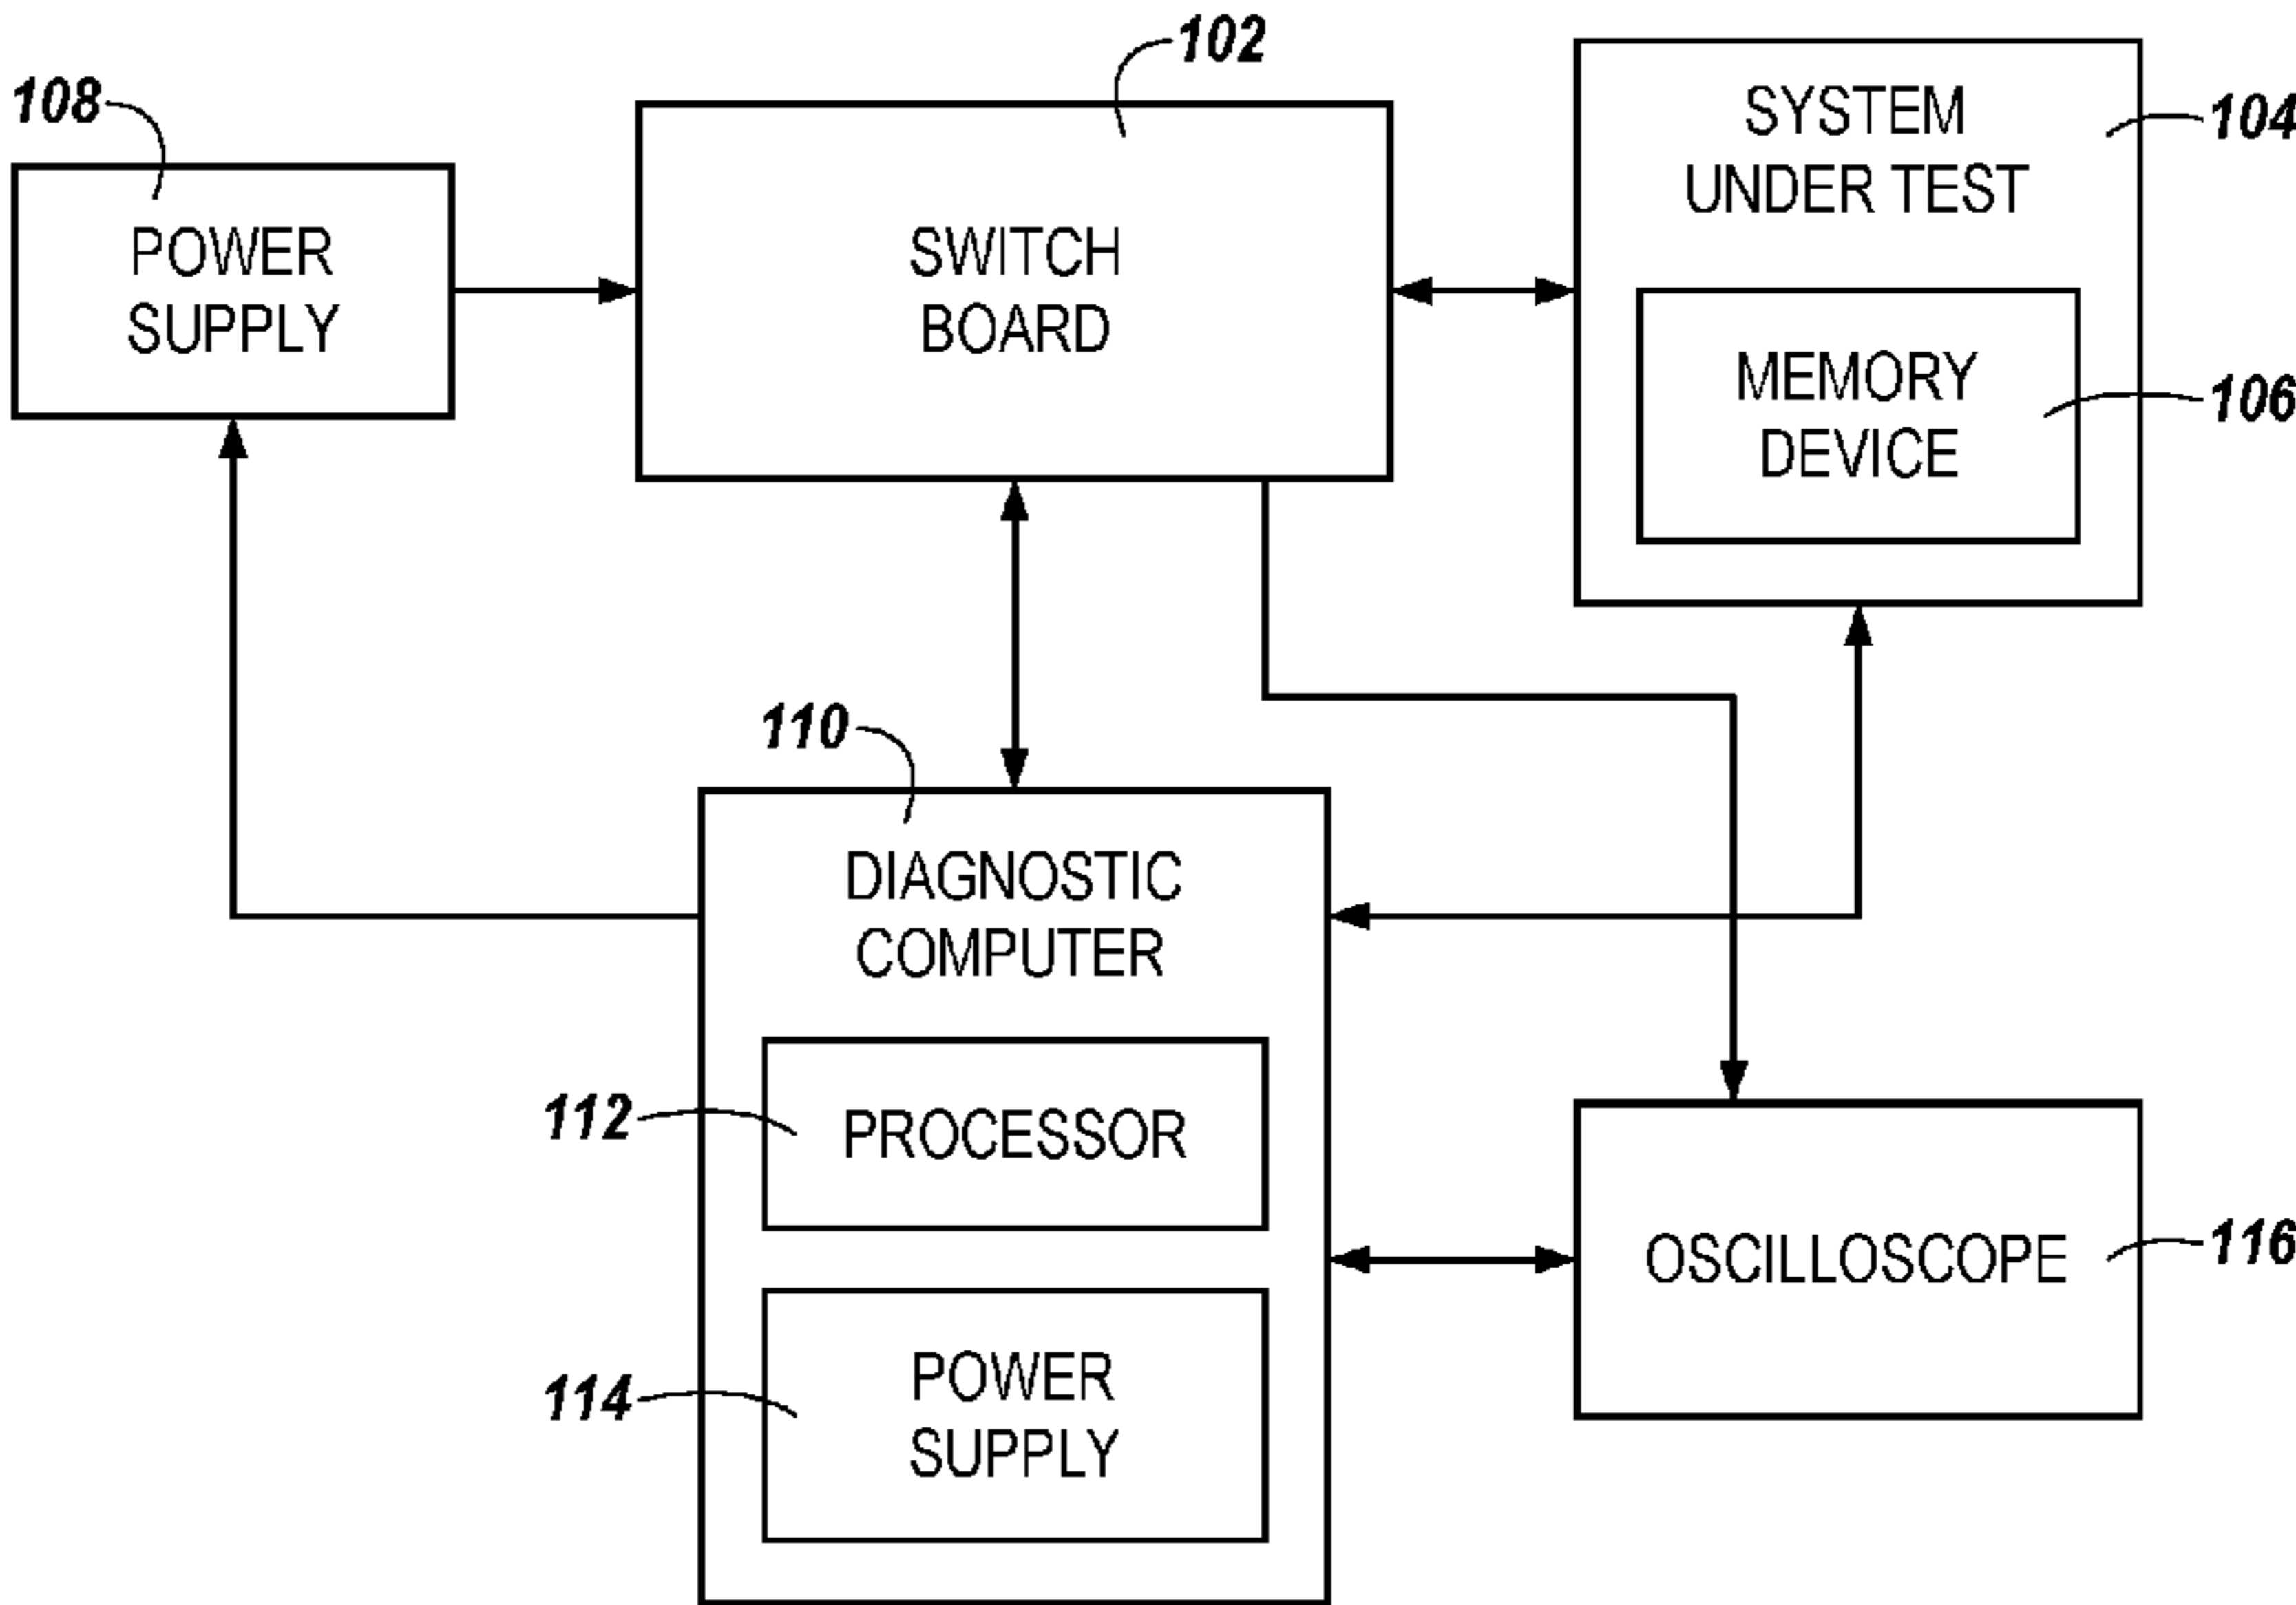 102
108
POWER
SUPPLY
SWITCH
BOARD
SYSTEM
UNDER TEST
104
MEMORY
DEVICE
106
110
DIAGNOSTIC
COMPUTER
112
PROCESSOR
114
POWER
SUPPLY
OSCILLOSCOPE
116